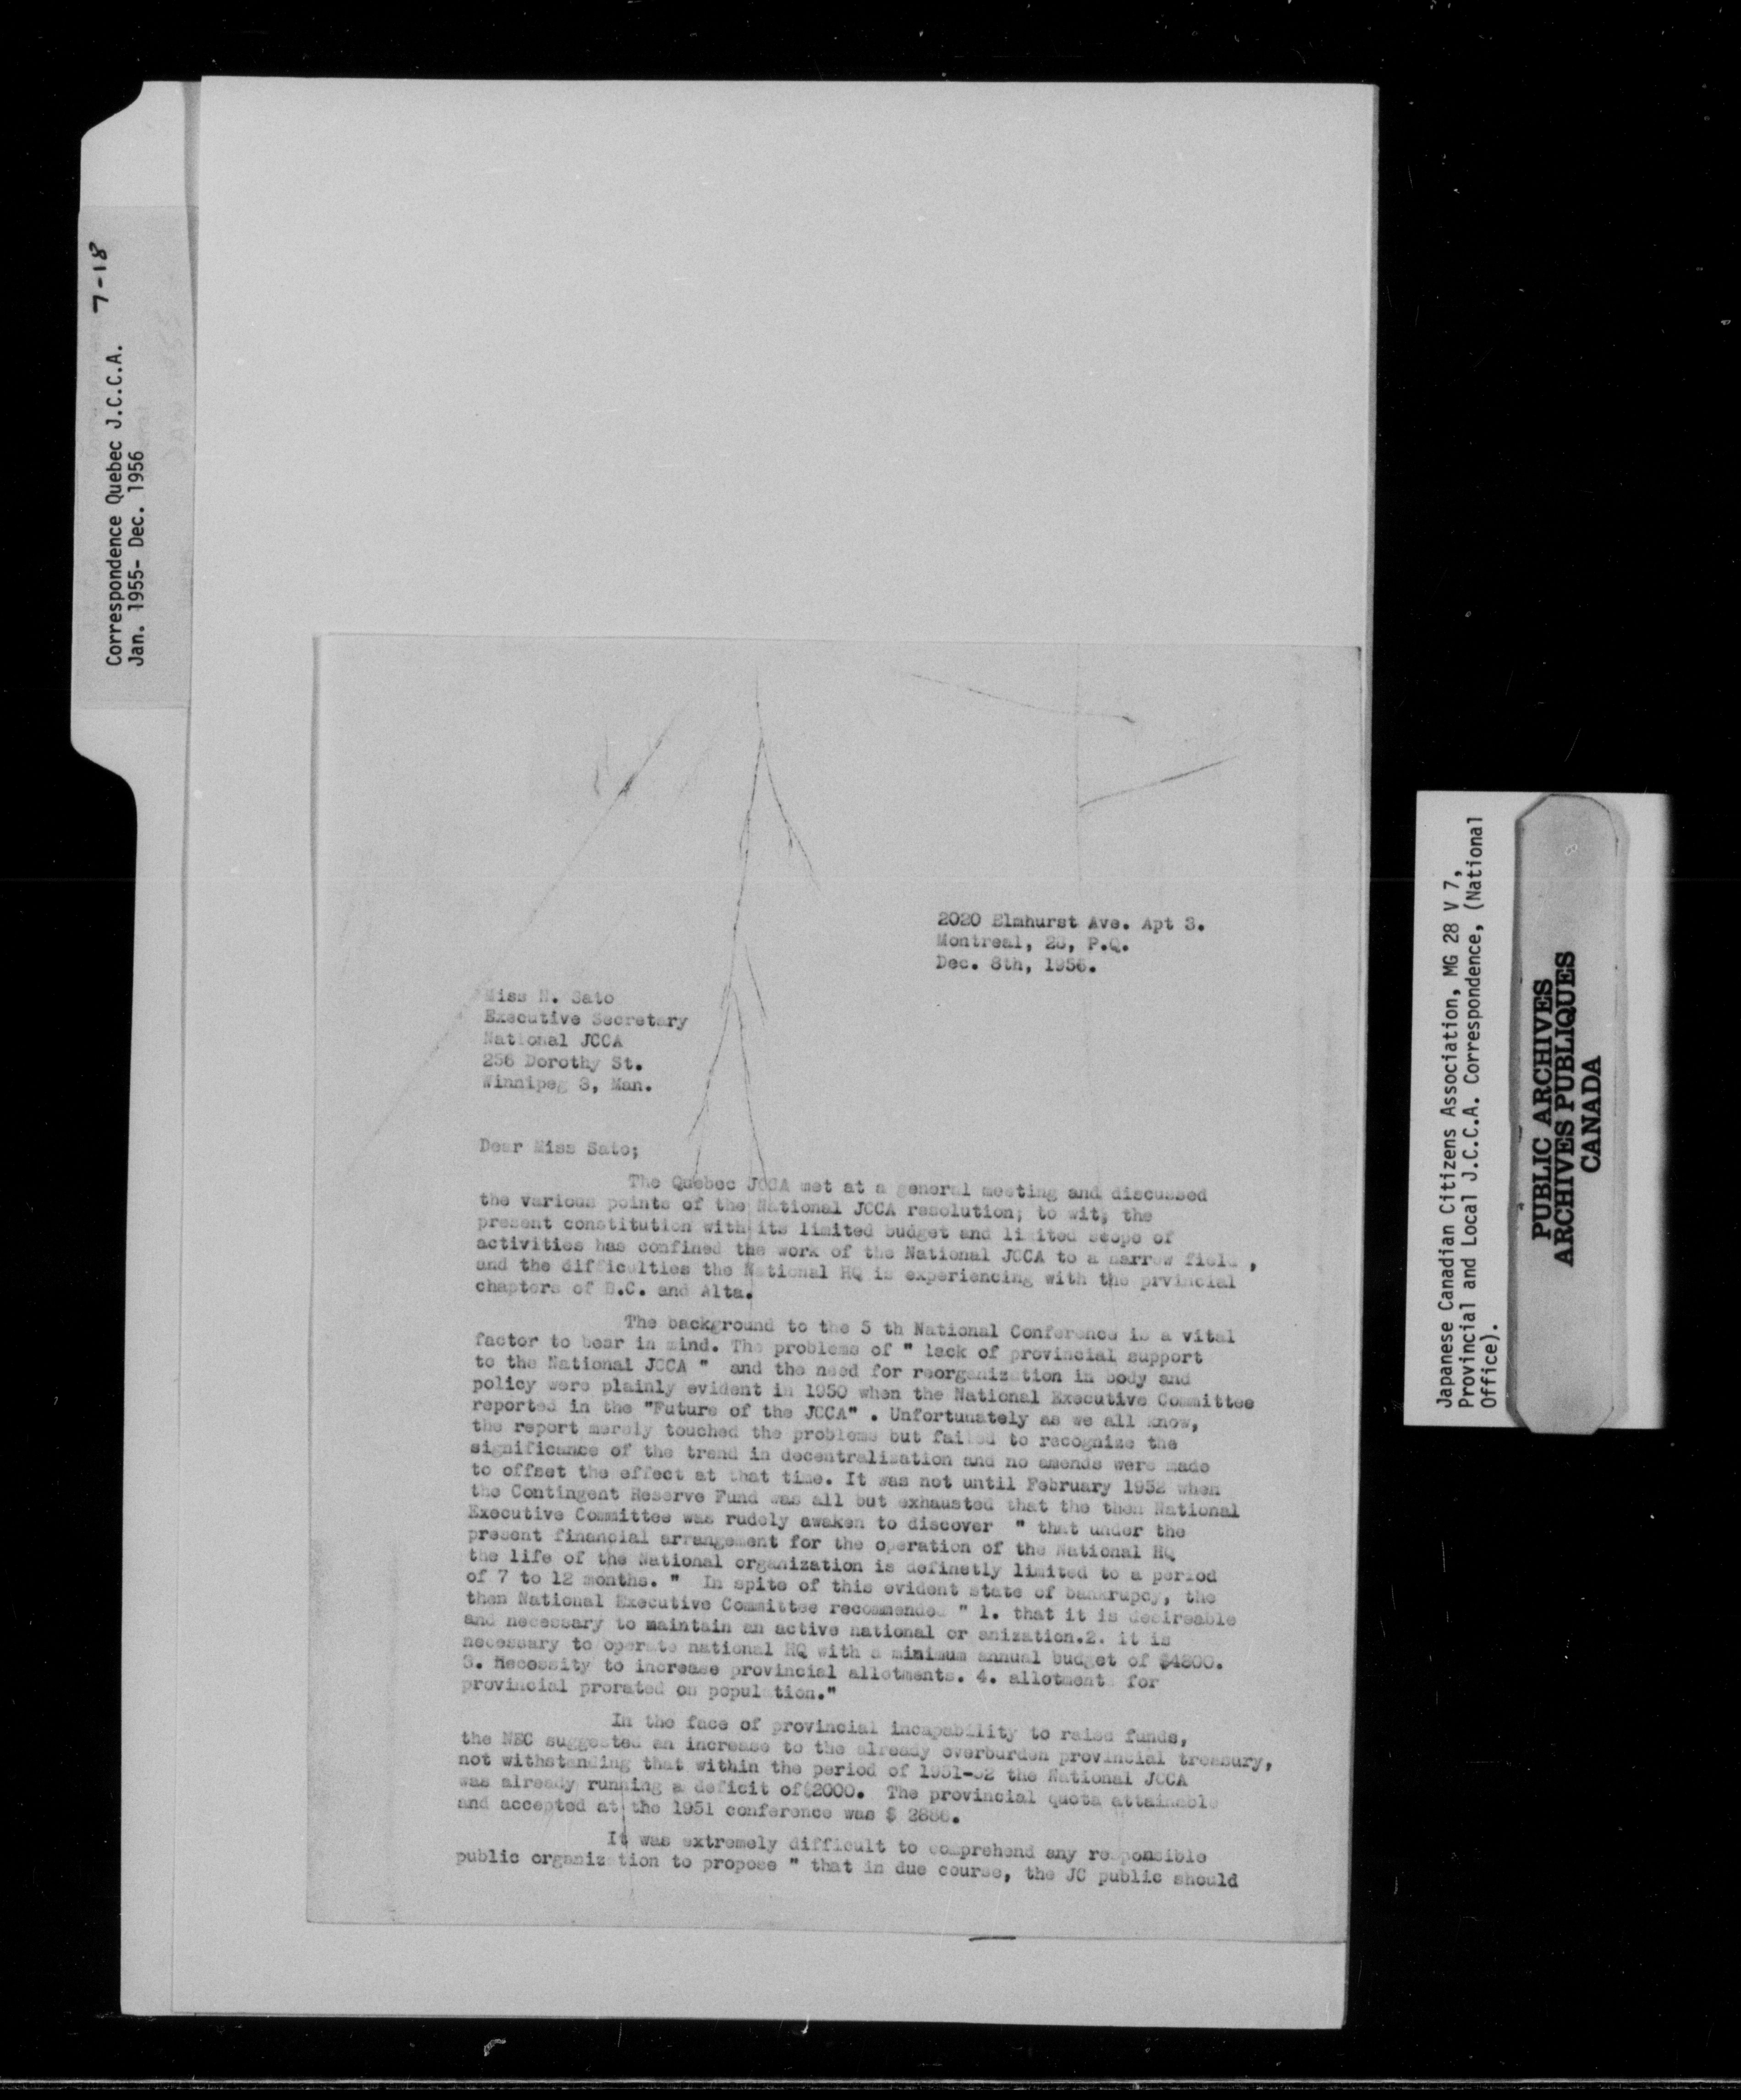 Correspondence Quebec J.C.C.A. 7-18
Jan. 1955- Dec. 1956
2020 Elmhurst Ave. Apt 3.
Montreal, 28, P.Q.
Dec. 8th, 1956.
Miss N. Sato
Executive Secretary
National JCCA
256 Dorothy St.
Winnipeg 3, Man.
Dear Miss Sato;
The Quebec JCCA met at a general meeting and discussed
the various points of the National JCCA resolution; to wit; the
present constitution with its limited budget and limited scope of
activities has confined the work of the National JCCA to a narrow field ,
and the difficulties the National HQ is experiencing with the prvincial
chapters of B.C. and Alta.
The background to the 5 th National Conference is a vital
factor to bear in mind. The problems of " lack of provincial support
to the National JCCA " and the need for reorganization in body and
policy were plainly evident in 1950 when the National Executive Committee
reported in the "Future of the JCCA" . Unfortunately as we all know,
the report merely touched the problems but failed to recognize the
significance of the trend in decentralization and no amends were made
to offset the effect at that time. It was not until February 1952 when
the Contingent Reserve Fund was all but exhausted that the then National
Executive Committee was rudely awaken to discover " that under the
present financial arrangement for the operation of the National HQ
the life of the National organization is definetly limited to a period
of 7 to 12 months. " In spite of this evident state of bankrupcy, the
then National Executive Committee recommended " 1. that it is desireable
and necessary to maintain an active national organization.2. it is
necessary to operate national HQ with a minimum annual budget of $4800.
3. Necessity to increase provincial allotments. 4. allotments for
provincial prorated on population."
In the face of provincial incapability to raise funds,
the NEC suggested an increase to the already overburden provincial treasury,
not withstanding that within the period of 1951-52 the National JCCA
was already running a deficit of $2000. The provincial quota attainable
and accepted at the 1951 conference was $ 2886.
It was extremely difficult to comprehend any responsible
public organization to propose " that in due course, the JC public should
Japanese Canadian Citizens Association, MG 28 V 7,
Provincial and Local J.C.C.A. Correspondence, (National
Office).
PUBLIC ARCHIVES
ARCHIVES PUBLIQUES
CANADA